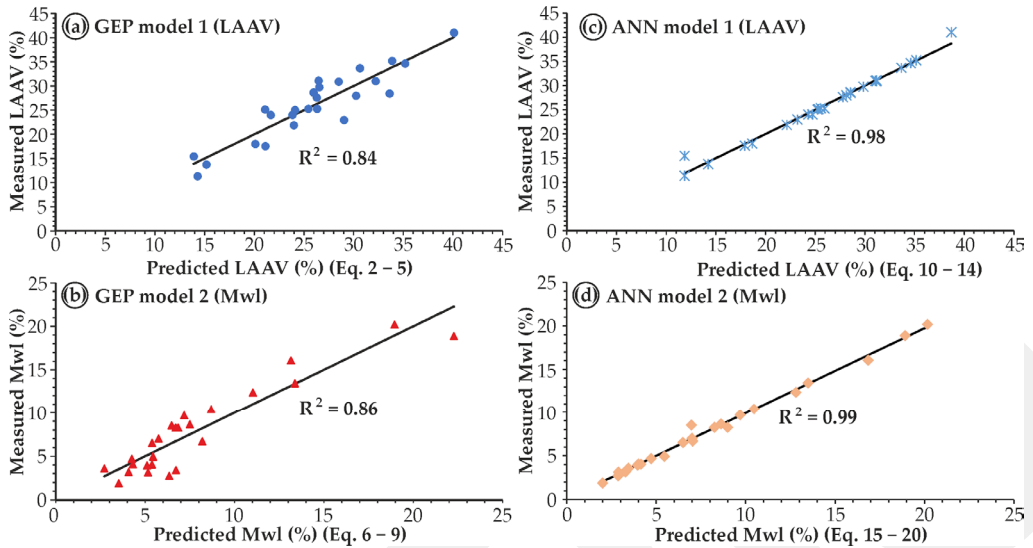 (a) GEP model 1 (LAAV)
Measured LAAV (%)
45
40
35
30
25
20
15
10
5
0
R² = 0.84
0 5 10 15 20 25 30 35 40 45
Predicted LAAV (%) (Eq. 2 – 5)
(c) ANN model 1 (LAAV)
Measured LAAV (%)
45
40
35
30
25
20
15
10
5
0
R² = 0.98
0 5 10 15 20 25 30 35 40 45
Predicted LAAV (%) (Eq. 10 – 14)
(b) GEP model 2 (Mwl)
Measured Mwl (%)
25
20
15
10
5
0
R² = 0.86
0 5 10 15 20 25
Predicted Mwl (%) (Eq. 6 – 9)
(d) ANN model 2 (Mwl)
Measured Mwl (%)
25
20
15
10
5
0
R² = 0.99
0 5 10 15 20 25
Predicted Mwl (%) (Eq. 15 – 20)